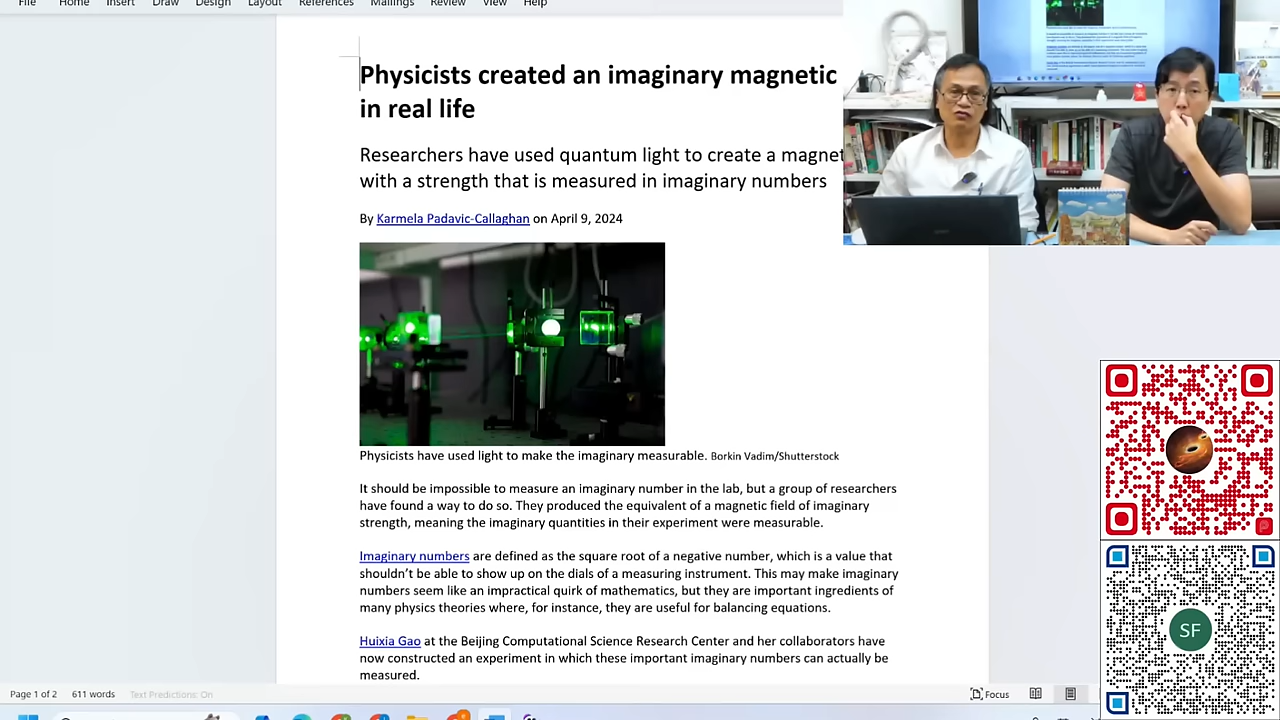 File Home Insert Draw Design Layout References Mailings Review View Help
Physicists created an imaginary magnetic
in real life
Researchers have used quantum light to create a magnet
with a strength that is measured in imaginary numbers
By Karmela Padavic-Callaghan on April 9, 2024
Physicists have used light to make the imaginary measurable. Borkin Vadim/Shutterstock
It should be impossible to measure an imaginary number in the lab, but a group of researchers
have found a way to do so. They produced the equivalent of a magnetic field of imaginary
strength, meaning the imaginary quantities in their experiment were measurable.
Imaginary numbers are defined as the square root of a negative number, which is a value that
shouldn't be able to show up on the dials of a measuring instrument. This may make imaginary
numbers seem like an impractical quirk of mathematics, but they are important ingredients of
many physics theories where, for instance, they are useful for balancing equations.
Huixia Gao at the Beijing Computational Science Research Center and her collaborators have
now constructed an experiment in which these important imaginary numbers can actually be
measured.
SF
Page 1 of 2 611 words Text Predictions: On Focus